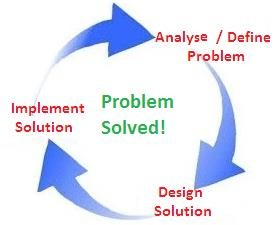 Analyse / Define
Problem
Implement
Solution
Problem
Solved!
Design
Solution